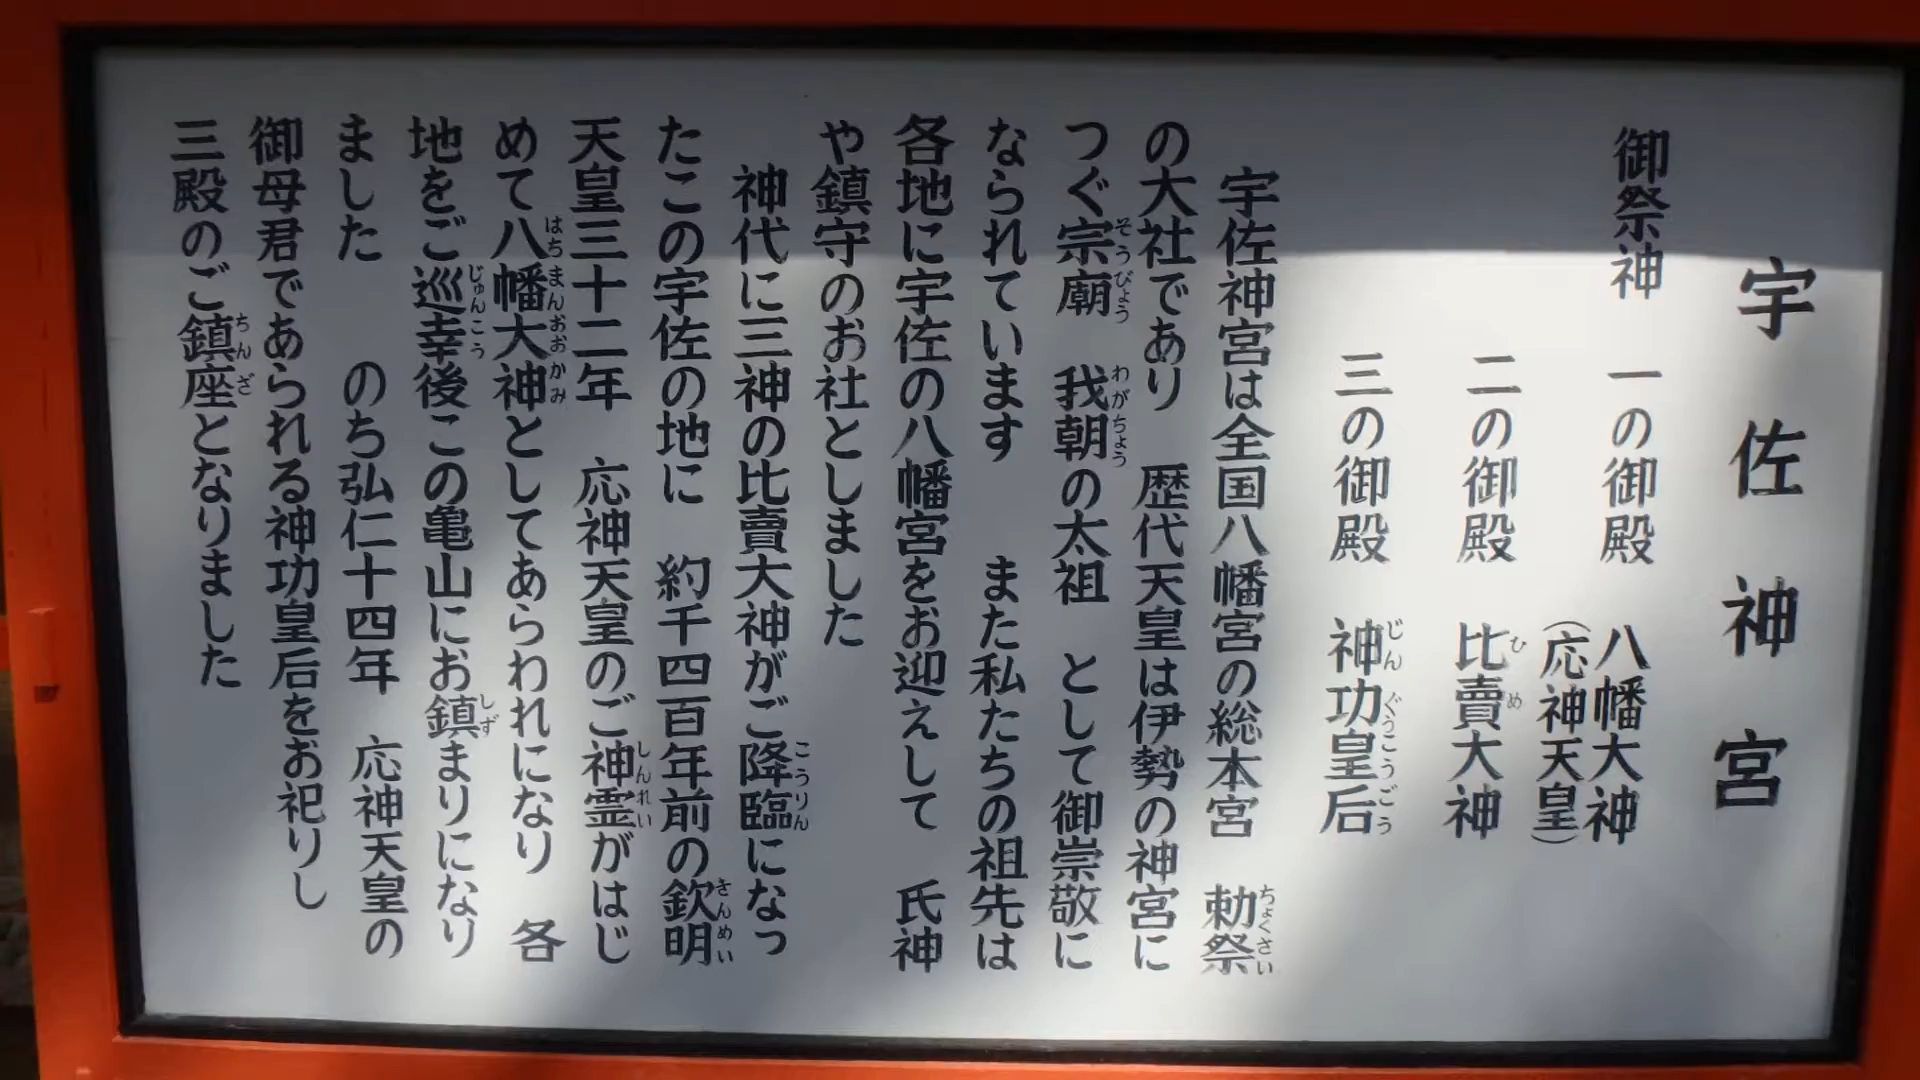 宇佐神宮
御祭神　一の御殿　八幡大神
（応神天皇）
二の御殿　比賣大神
三の御殿　神功皇后
宇佐神宮は全国八幡宮の総本宮　勅祭
の大社であり　歴代天皇は伊勢の神宮に
つぐ宗廟　我朝の太祖　として御崇敬に
なられています　　また私たちの祖先は
各地に宇佐の八幡宮をお迎えして　氏神
や鎮守のお社としました
神代に三神の比賣大神がご降臨になっ
たこの宇佐の地に　約千四百年前の欽明
天皇三十二年　応神天皇のご神霊がはじ
めて八幡大神としてあらわれになり　各
地をご巡幸後この亀山にお鎮まりになり
ました　　のち弘仁十四年　応神天皇の
御母君であられる神功皇后をお祀りし
三殿のご鎮座となりました